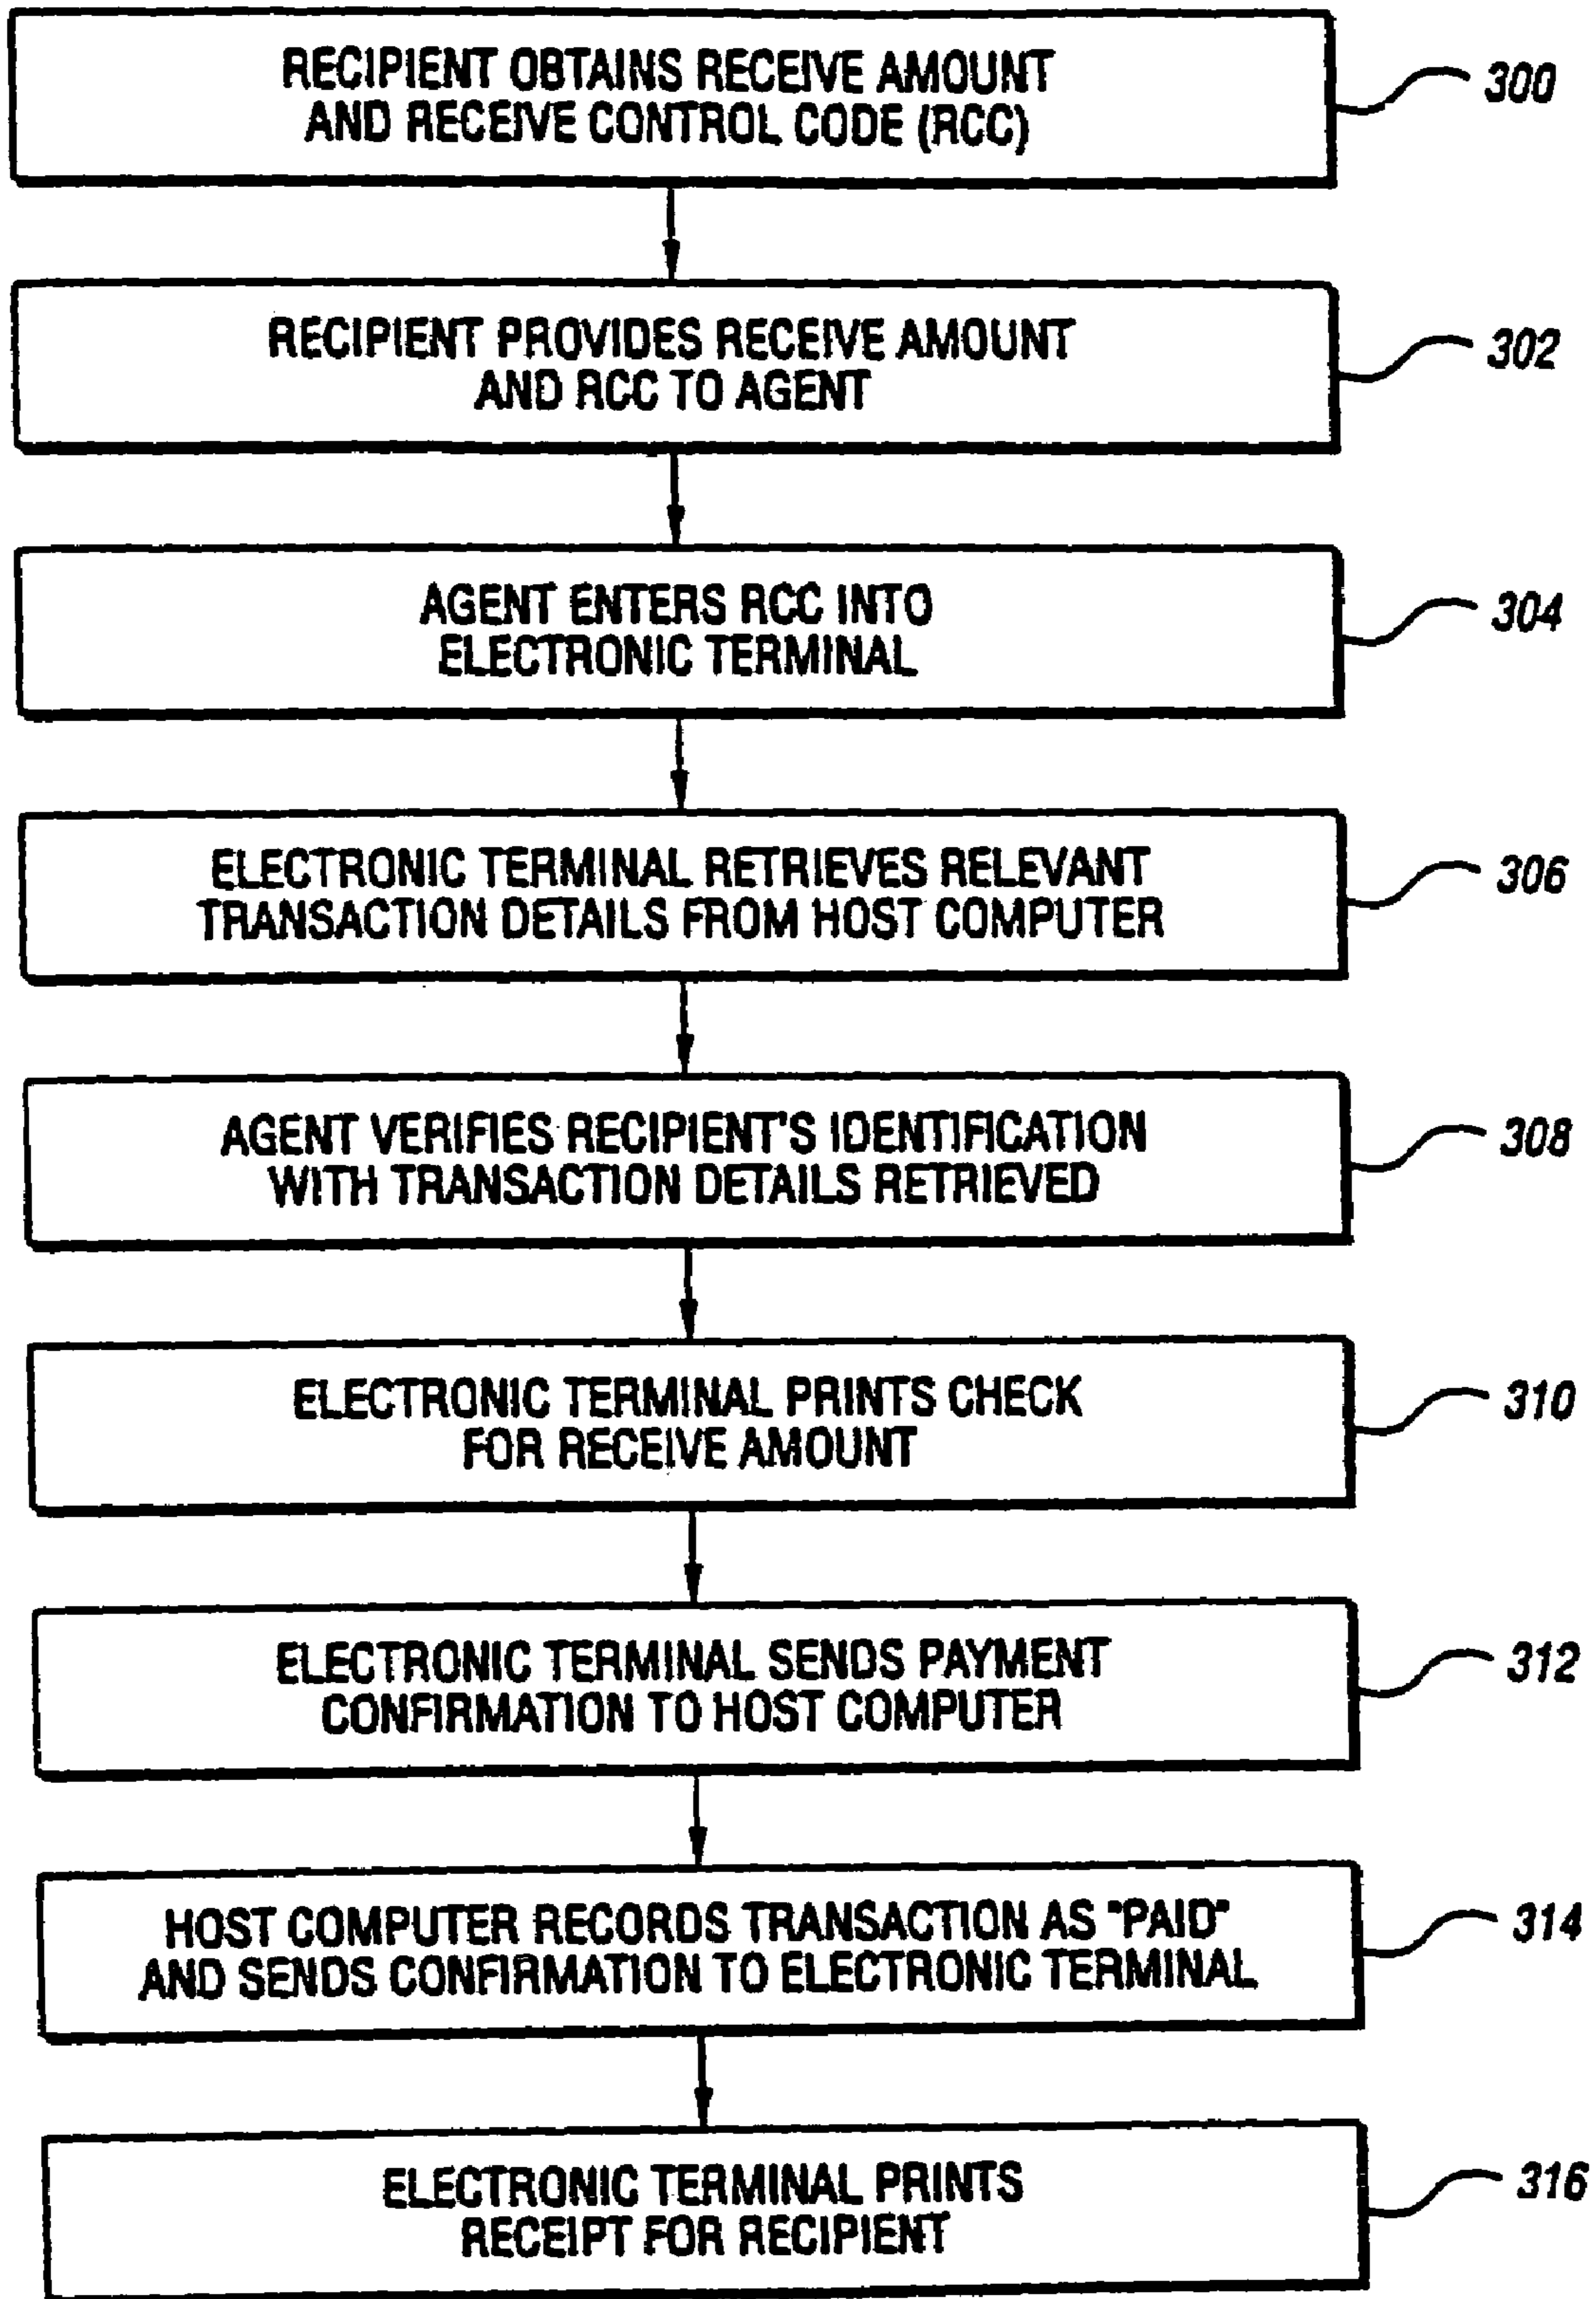 RECIPIENT OBTAINS RECEIVE AMOUNT
AND RECEIVE CONTROL CODE (RCC)
300
RECIPIENT PROVIDES RECEIVE AMOUNT
AND RCC TO AGENT
302
AGENT ENTERS RCC INTO
ELECTRONIC TERMINAL
304
ELECTRONIC TERMINAL RETRIEVES RELEVANT
TRANSACTION DETAILS FROM HOST COMPUTER
306
AGENT VERIFIES RECIPIENT'S IDENTIFICATION
WITH TRANSACTION DETAILS RETRIEVED
308
ELECTRONIC TERMINAL PRINTS CHECK
FOR RECEIVE AMOUNT
310
ELECTRONIC TERMINAL SENDS PAYMENT
CONFIRMATION TO HOST COMPUTER
312
HOST COMPUTER RECORDS TRANSACTION AS "PAID"
AND SENDS CONFIRMATION TO ELECTRONIC TERMINAL
314
ELECTRONIC TERMINAL PRINTS
RECEIPT FOR RECIPIENT
316